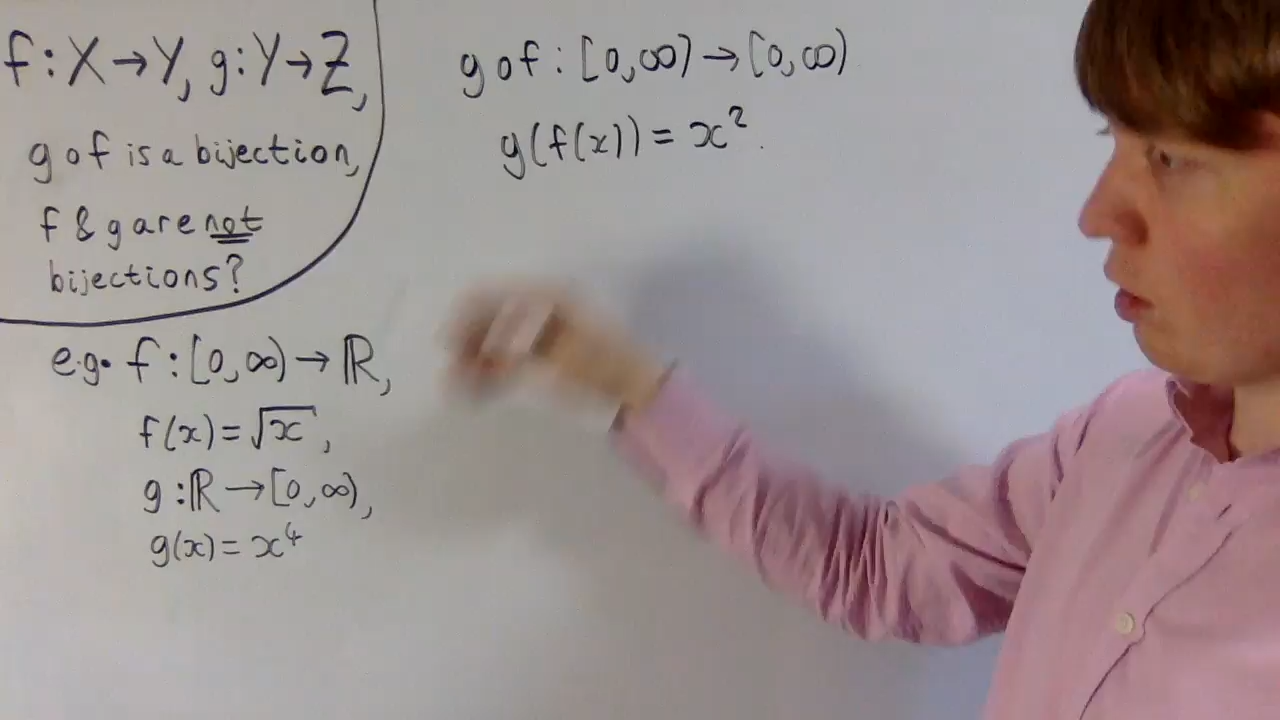 f : X → Y, g : Y → Z,
g o f is a bijection,
f & g are not
bijections?
e.g. f : [0, ∞) → ℝ,
f(x) = √x,
g : ℝ → [0, ∞),
g(x) = x⁴
g o f : [0, ∞) → [0, ∞)
g(f(x)) = x².